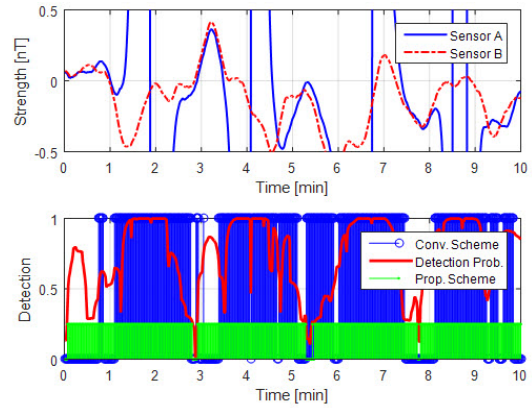 0.5
0
-0.5
Strength [nT]
Sensor A
Sensor B
0 1 2 3 4 5 6 7 8 9 10
Time [min]
1
0.5
0
Detection
Conv. Scheme
Detection Prob.
Prop. Scheme
0 1 2 3 4 5 6 7 8 9 10
Time [min]